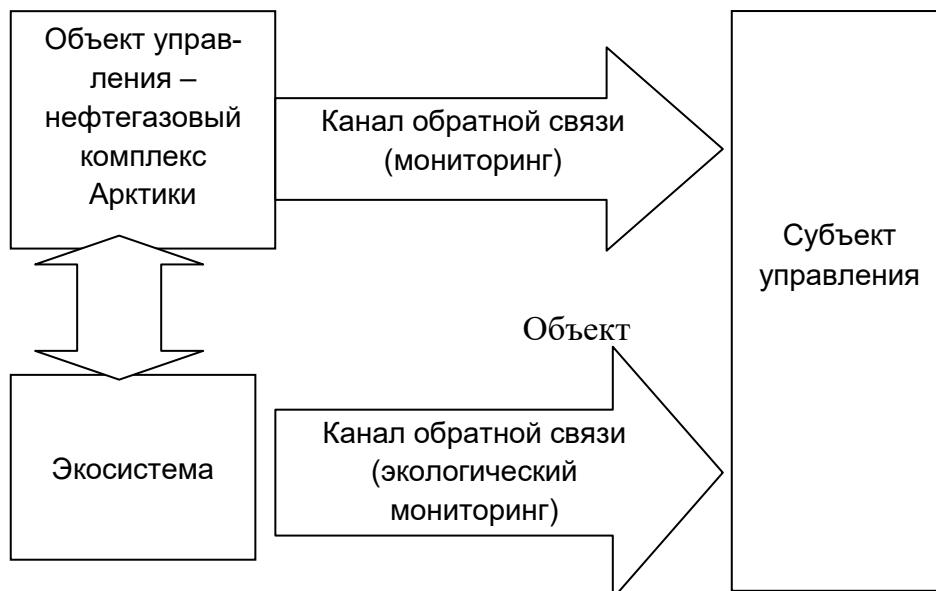 Объект управ-
ления –
нефтегазовый
комплекс
Арктики
Канал обратной связи
(мониторинг)
Субъект
управления
Объект
Экосистема
Канал обратной связи
(экологический
мониторинг)